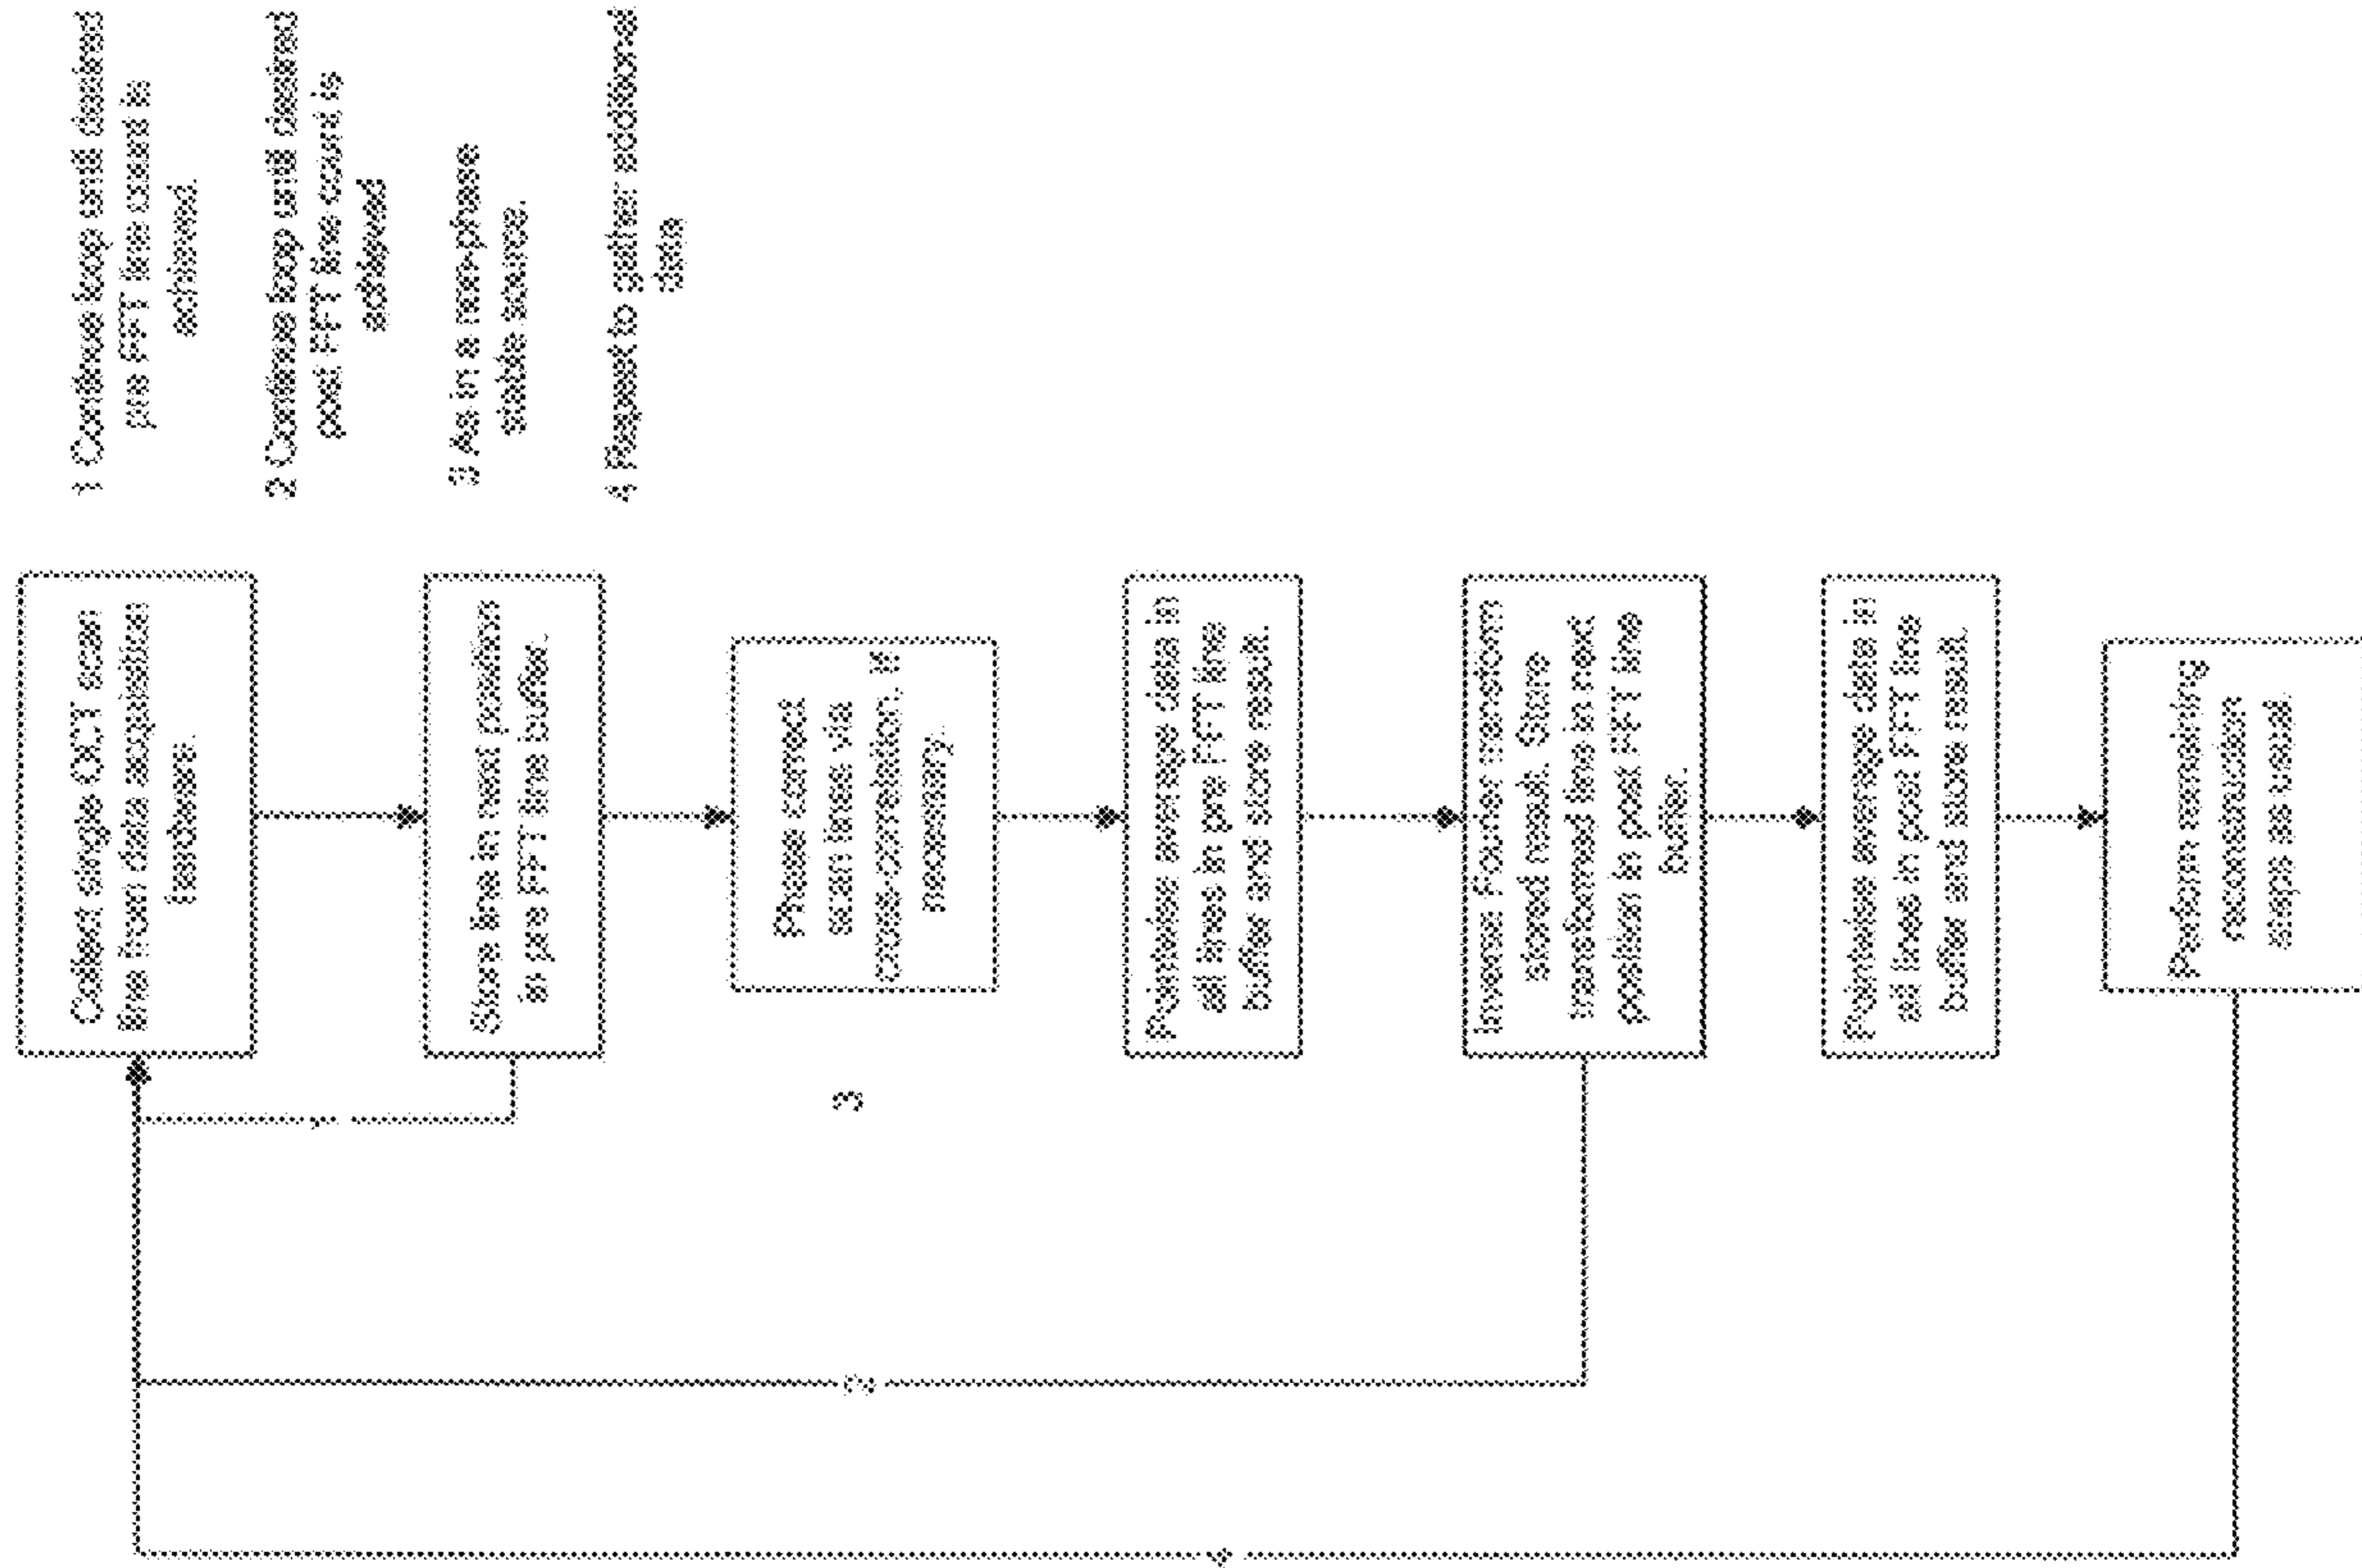 Collect single OCT scan
line from data acquisition
hardware.
Store line in next position
in pre FFT line buffer.
Phase correct
scan lines via
cross-correlation, if
necessary.
Pointwise average data in
all lines in pre FFT line
buffer and store result.
Inverse Fourier transform
stored result. Store
transformed line in next
position in post FFT line
buffer.
Pointwise average data in
all lines in post FFT line
buffer and store result.
Perform remaining
reconstruction
steps as usual.
1
2
3
4
1 Continue loop until desired
pre FFT line count is
achieved.
2 Continue loop until desired
post FFT line count is
achieved
3 As in a non-phase
stable source.
4 Repeat to gather additional
data